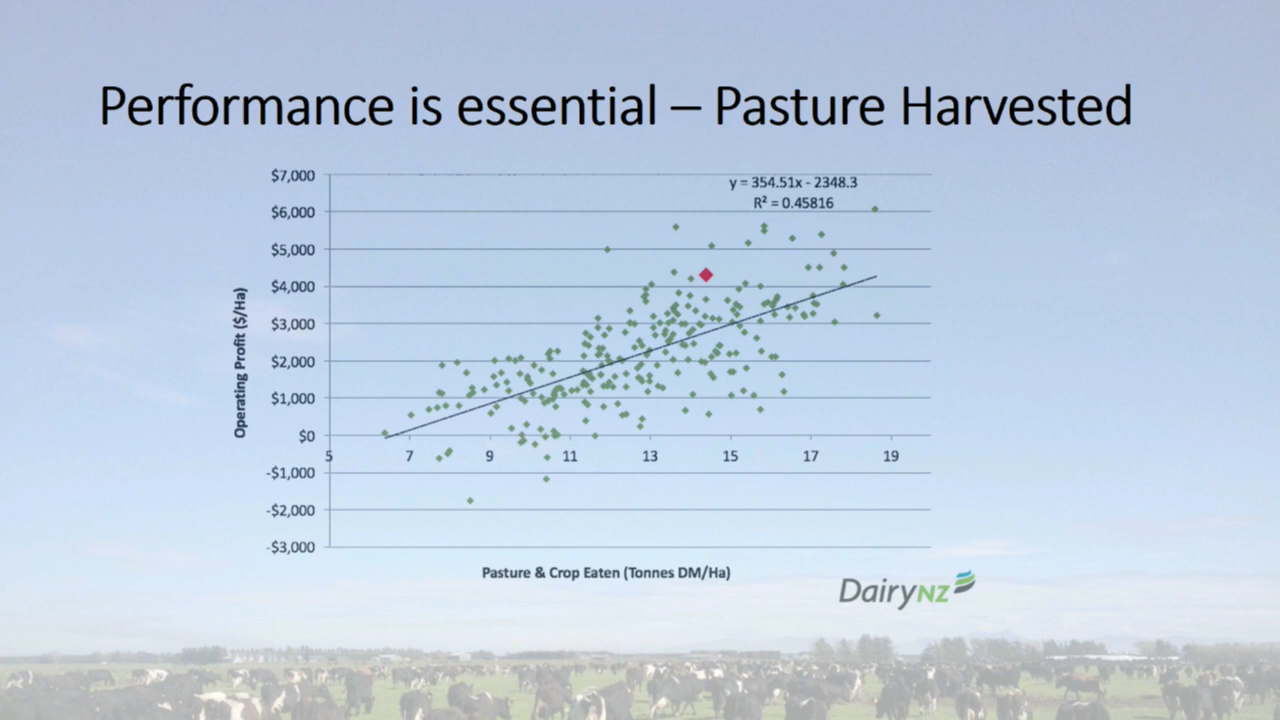 Performance is essential – Pasture Harvested
$7,000
y = 354.51x - 2348.3
R² = 0.45816
$6,000
$5,000
$4,000
$3,000
$2,000
$1,000
$0
-$1,000
-$2,000
-$3,000
Operating Profit ($/Ha)
5 7 9 11 13 15 17 19
Pasture & Crop Eaten (Tonnes DM/Ha)
DairyNZ